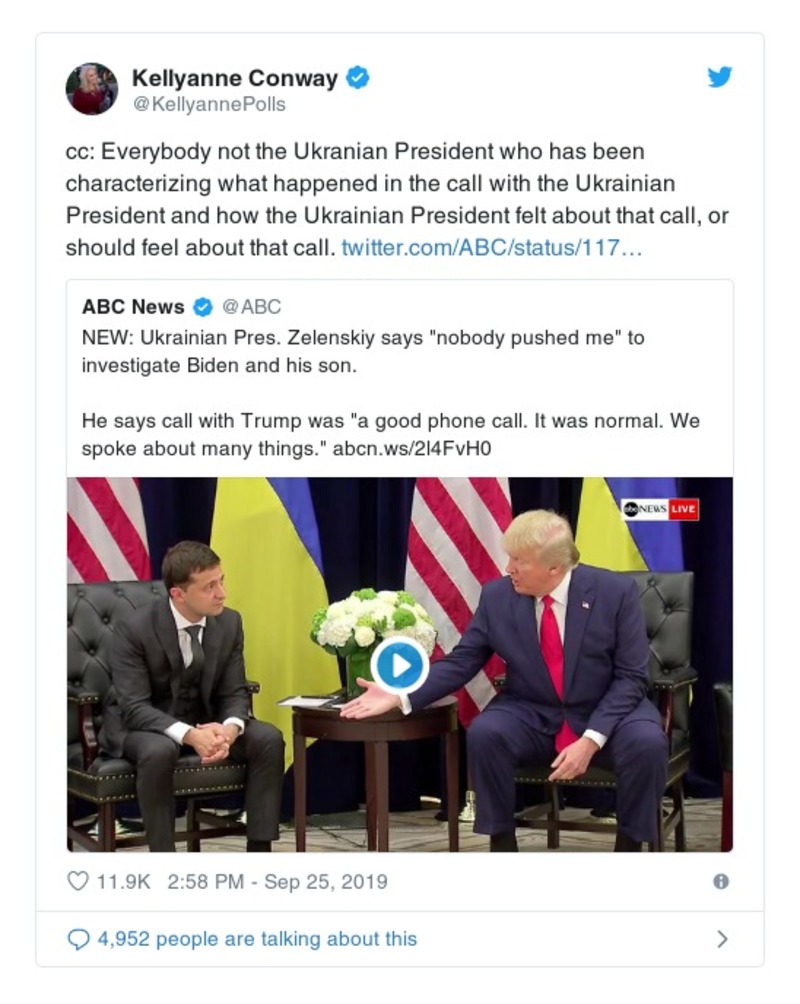 Kellyanne Conway
@KellyannePolls
cc: Everybody not the Ukranian President who has been
characterizing what happened in the call with the Ukrainian
President and how the Ukrainian President felt about that call, or
should feel about that call. twitter.com/ABC/status/117…
ABC News @ABC
NEW: Ukrainian Pres. Zelenskiy says "nobody pushed me" to
investigate Biden and his son.
He says call with Trump was "a good phone call. It was normal. We
spoke about many things." abcn.ws/2l4FvH0
abc NEWS LIVE
11.9K 2:58 PM - Sep 25, 2019
4,952 people are talking about this